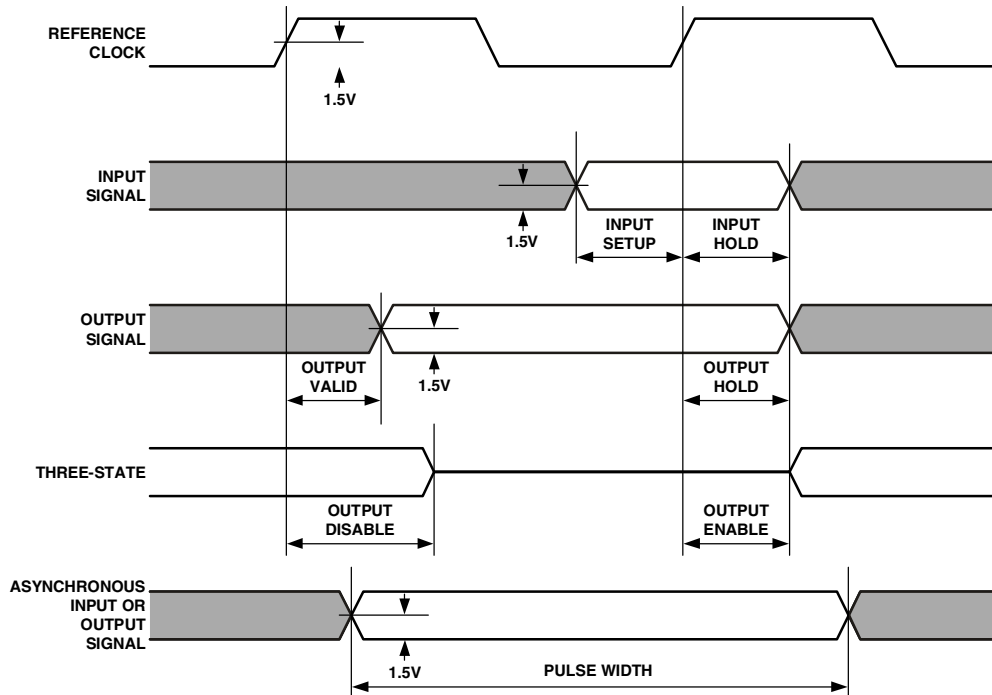 REFERENCE
CLOCK
1.5V
INPUT
SIGNAL
1.5V
INPUT
SETUP
INPUT
HOLD
OUTPUT
SIGNAL
OUTPUT
VALID
1.5V
OUTPUT
HOLD
THREE-STATE
OUTPUT
DISABLE
OUTPUT
ENABLE
ASYNCHRONOUS
INPUT OR
OUTPUT
SIGNAL
1.5V
PULSE WIDTH